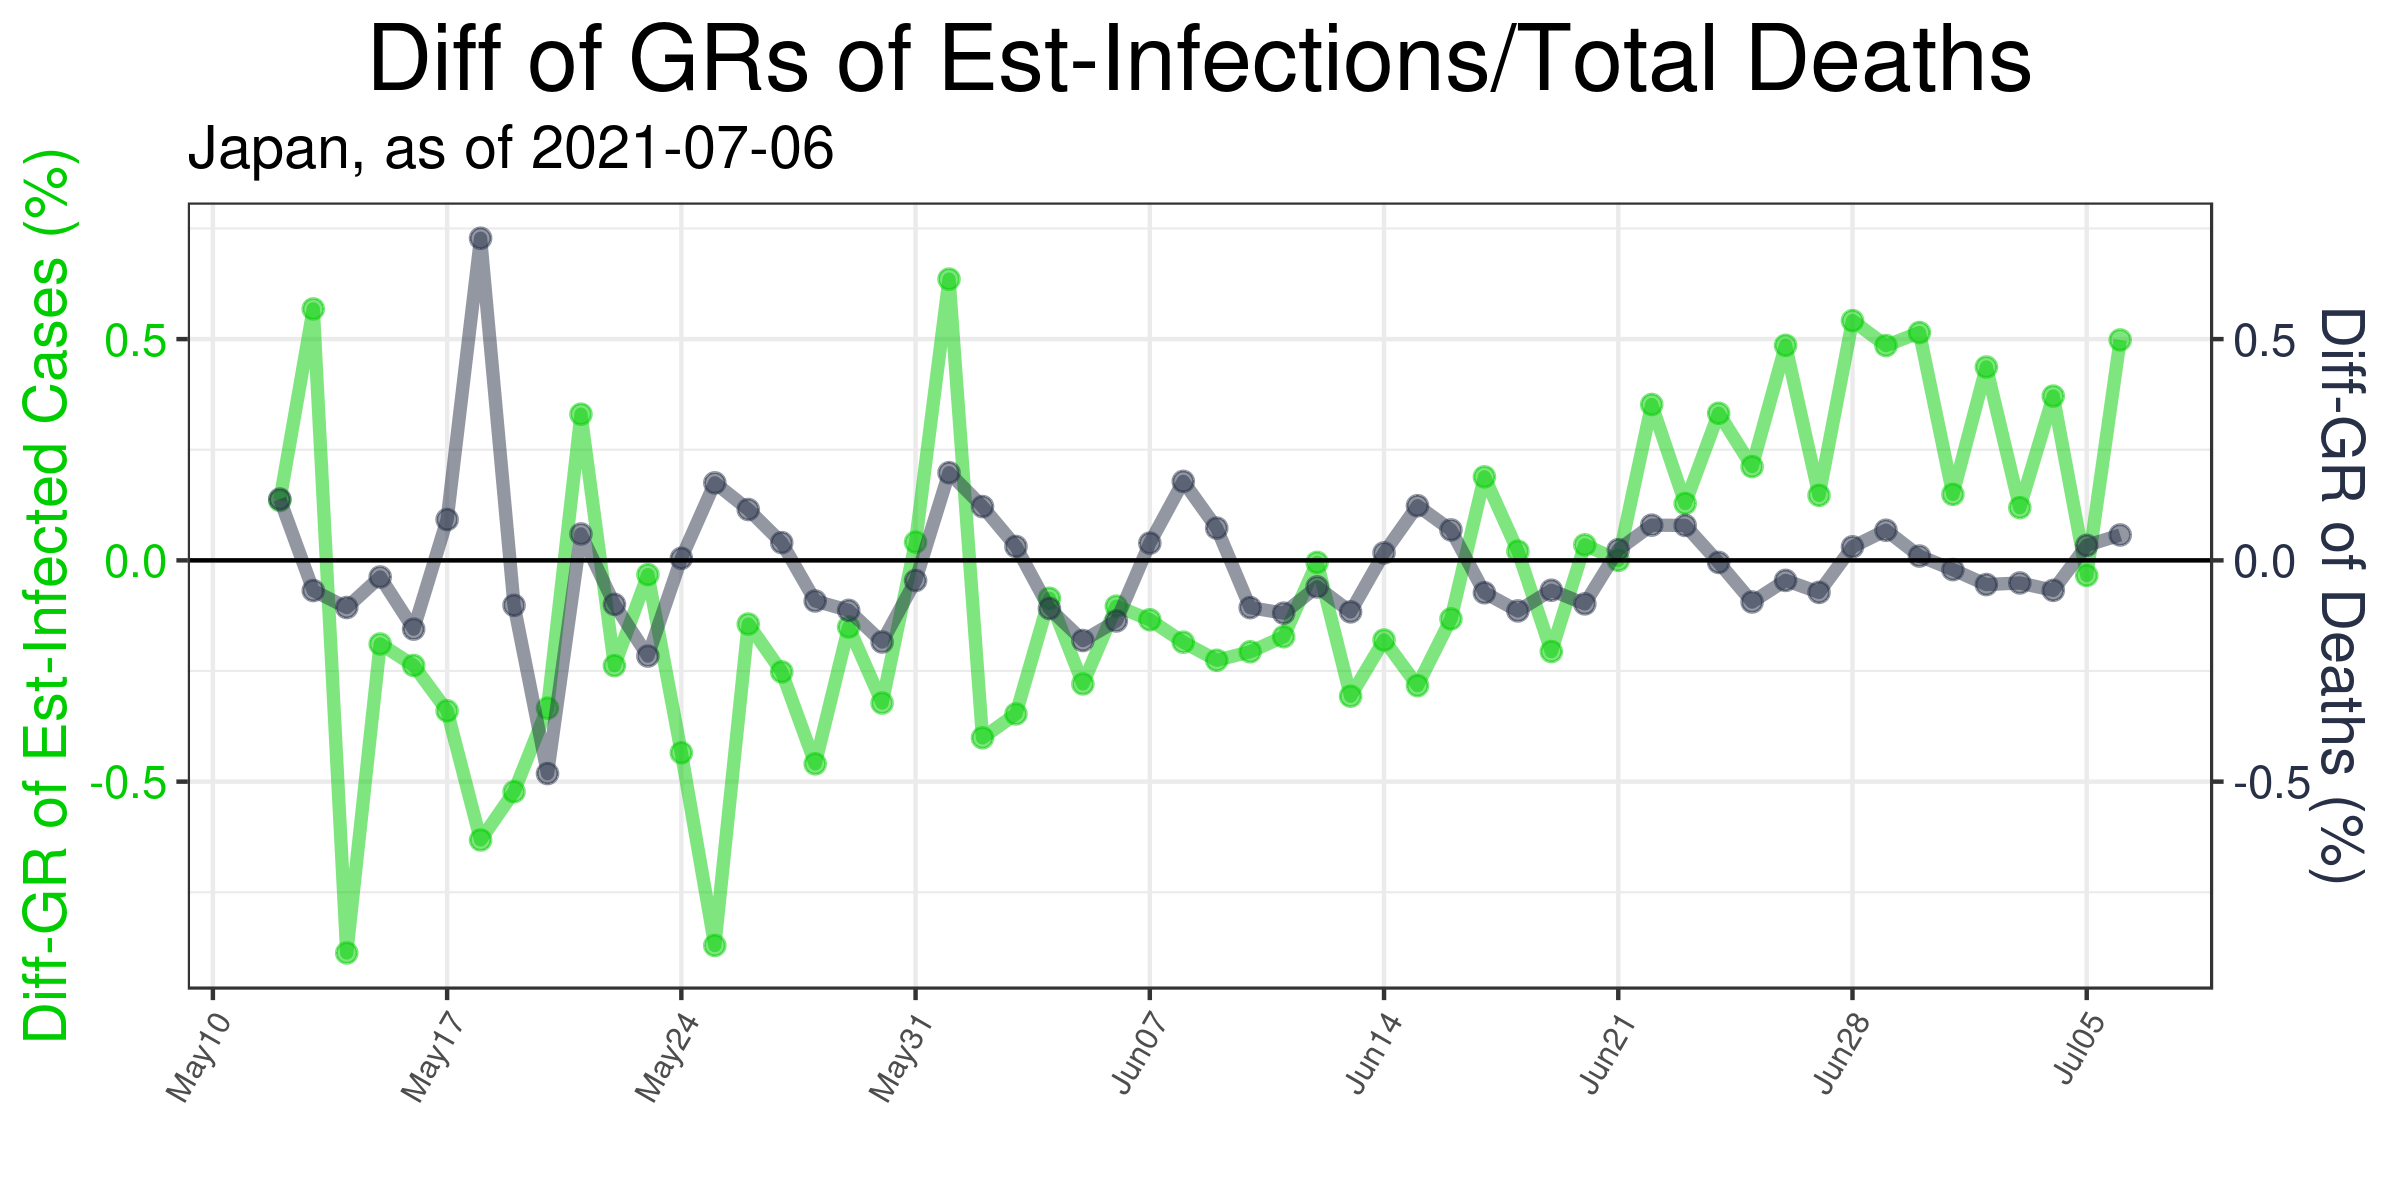 Diff of GRs of Est-Infections/Total Deaths
Japan, as of 2021-07-06
Diff-GR of Est-Infected Cases (%)
0.5
0.0
-0.5
0.5
0.0
-0.5
Diff-GR of Deaths (%)
May10
May17
May24
May31
Jun07
Jun14
Jun21
Jun28
Jul05